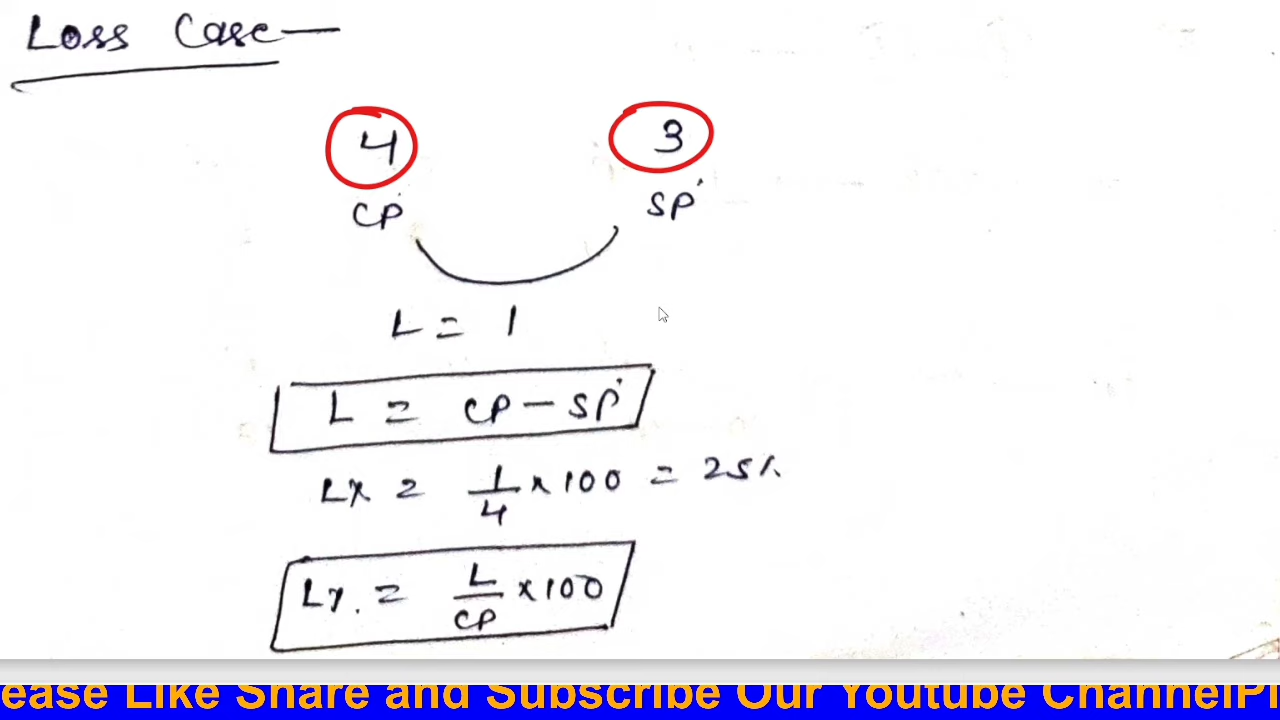 Loss Case—
4 3
CP SP
L = 1
L = CP - SP
L% = 1/4 × 100 = 25%
L% = L/CP × 100
ease Like Share and Subscribe Our Youtube ChannelPl